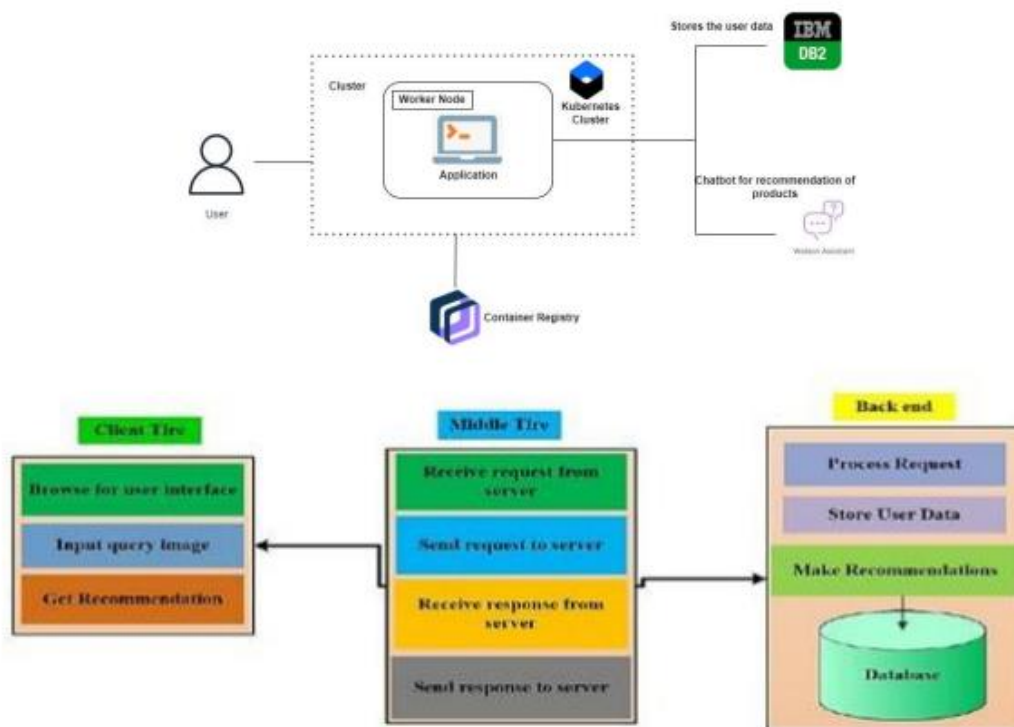 Stores the user data
IBM
DB2
Cluster
Worker Node
Kubernetes
Cluster
Application
User
Chatbot for recommendation of
products
Watson Assistant
Container Registry
Client Tire
Middle Tire
Back end
Browse for user interface
Input query image
Get Recommendation
Receive request from
server
Send request to server
Receive response from
server
Send response to server
Process Request
Store User Data
Make Recommendations
Database